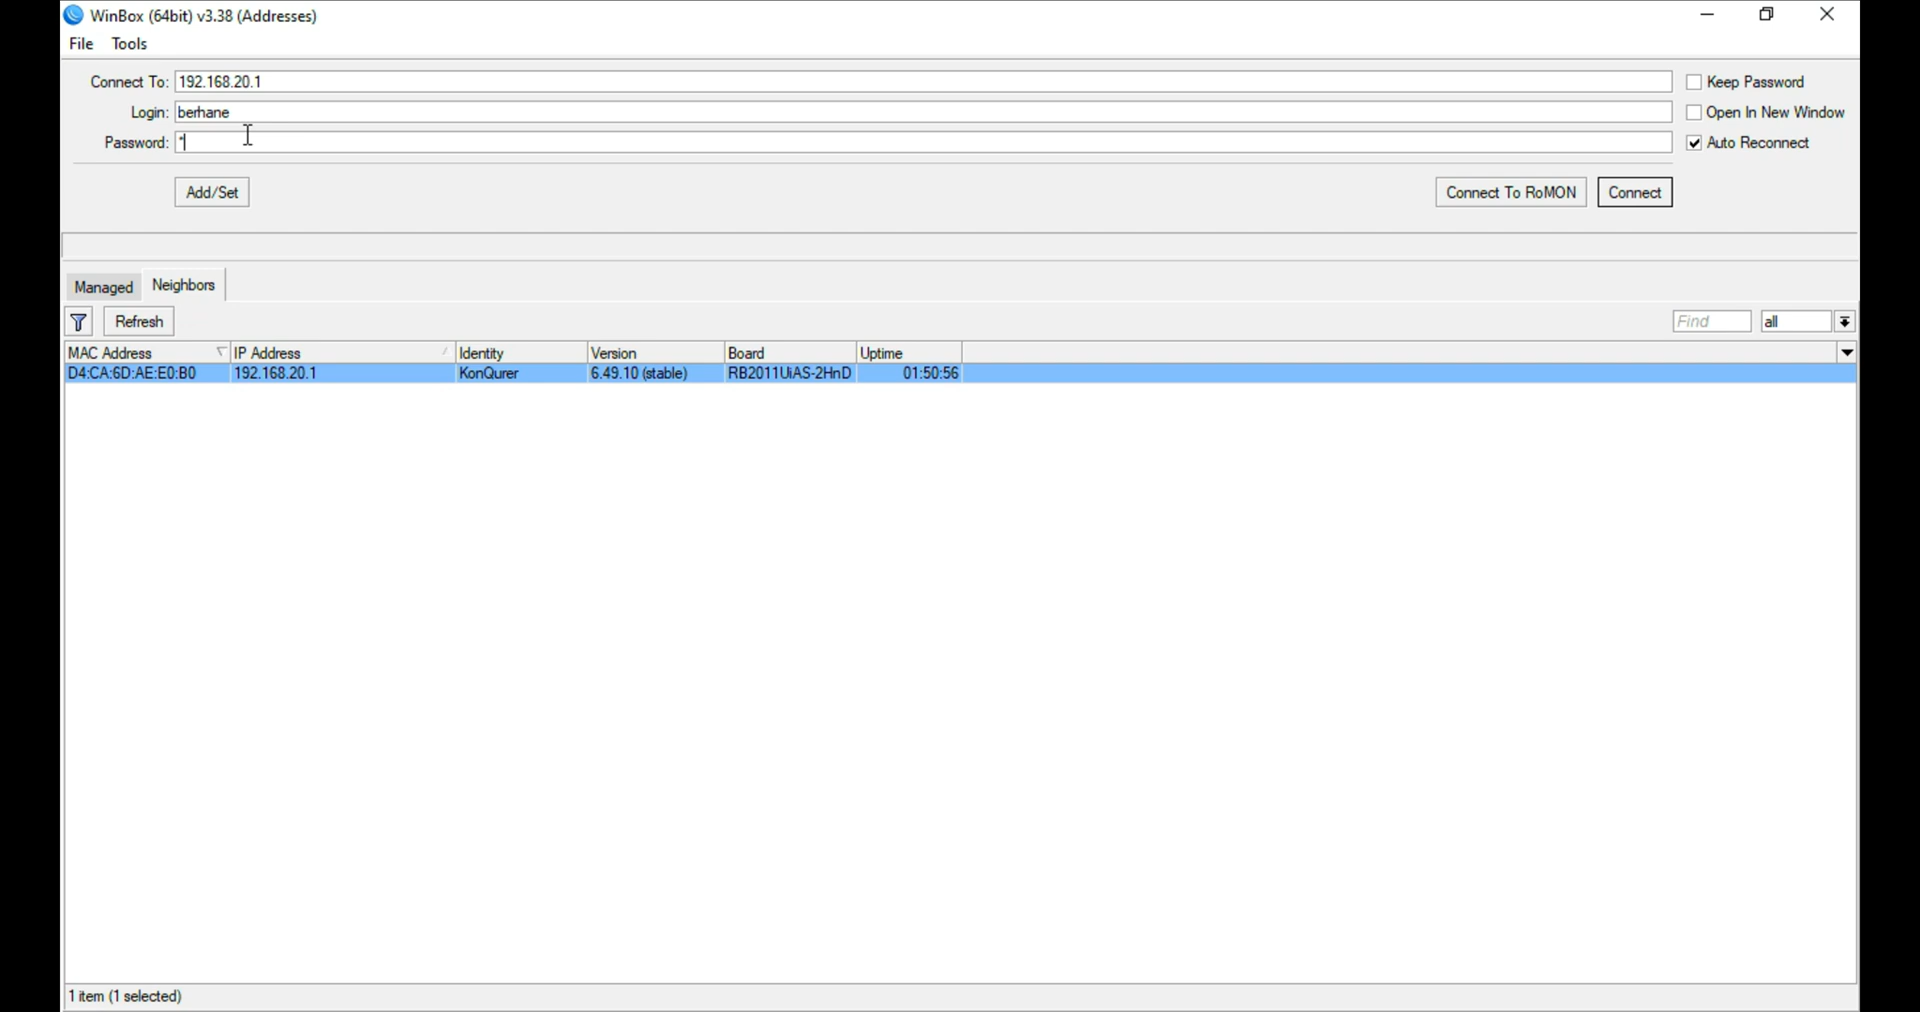 WinBox (64bit) v3.38 (Addresses)
File Tools
Connect To: 192.168.20.1
Keep Password
Login: berhane
Open In New Window
Password: *
Auto Reconnect
Add/Set
Connect To RoMON
Connect
Managed
Neighbors
Refresh
Find
all
MAC Address IP Address Identity Version Board Uptime
D4:CA:6D:AE:E0:B0 192.168.20.1 KonQurer 6.49.10 (stable) RB2011UiAS-2HnD 01:50:56
1 item (1 selected)